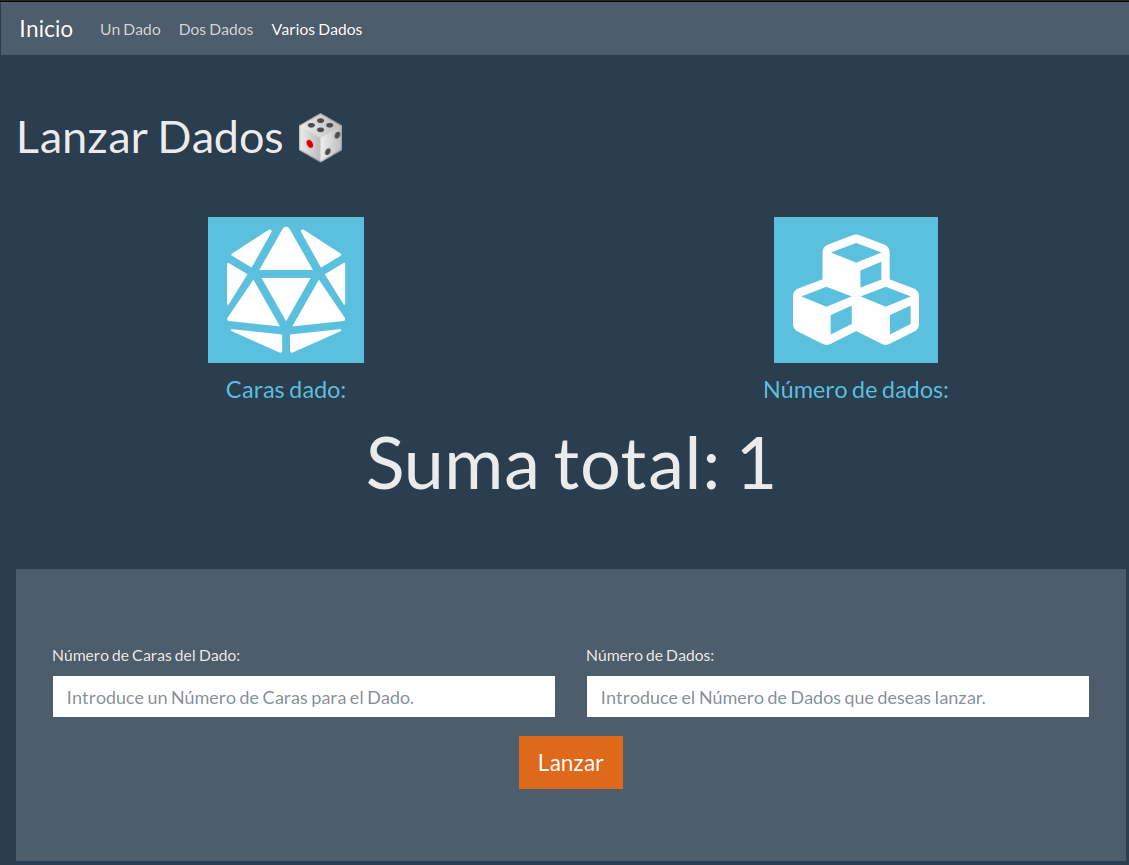 Inicio Un Dado Dos Dados Varios Dados
Lanzar Dados
Caras dado:
Número de dados:
Suma total: 1
Número de Caras del Dado:
Número de Dados:
Introduce un Número de Caras para el Dado.
Introduce el Número de Dados que deseas lanzar.
Lanzar